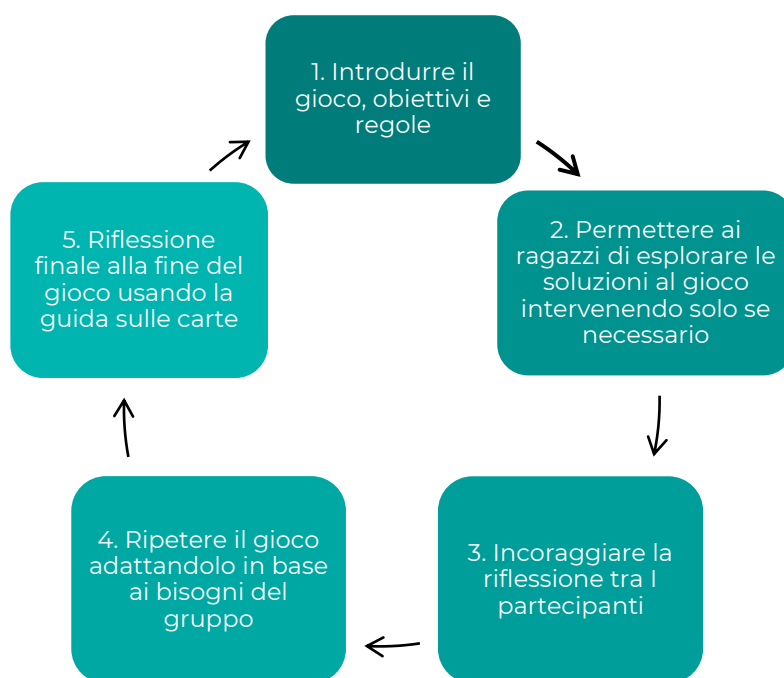 1. Introdurre il
gioco, obiettivi e
regole
2. Permettere ai
ragazzi di esplorare le
soluzioni al gioco
intervenendo solo se
necessario
3. Incoraggiare la
riflessione tra I
partecipanti
4. Ripetere il gioco
adattandolo in base
ai bisogni del
gruppo
5. Riflessione
finale alla fine del
gioco usando la
guida sulle carte